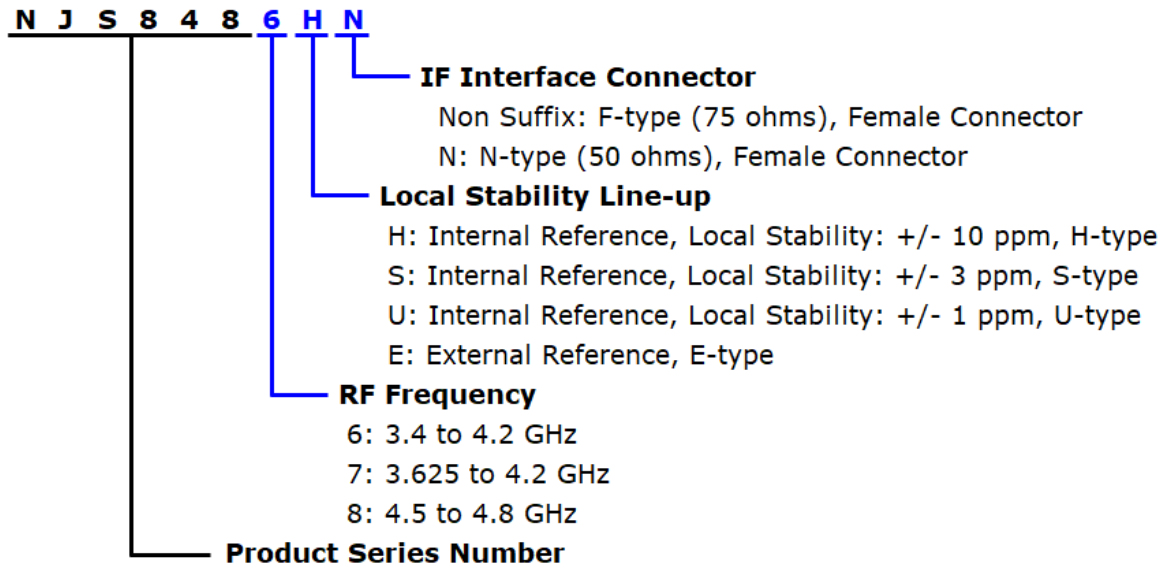 N J S 8 4 8 6 H N
IF Interface Connector
Non Suffix: F-type (75 ohms), Female Connector
N: N-type (50 ohms), Female Connector
Local Stability Line-up
H: Internal Reference, Local Stability: +/- 10 ppm, H-type
S: Internal Reference, Local Stability: +/- 3 ppm, S-type
U: Internal Reference, Local Stability: +/- 1 ppm, U-type
E: External Reference, E-type
RF Frequency
6: 3.4 to 4.2 GHz
7: 3.625 to 4.2 GHz
8: 4.5 to 4.8 GHz
Product Series Number